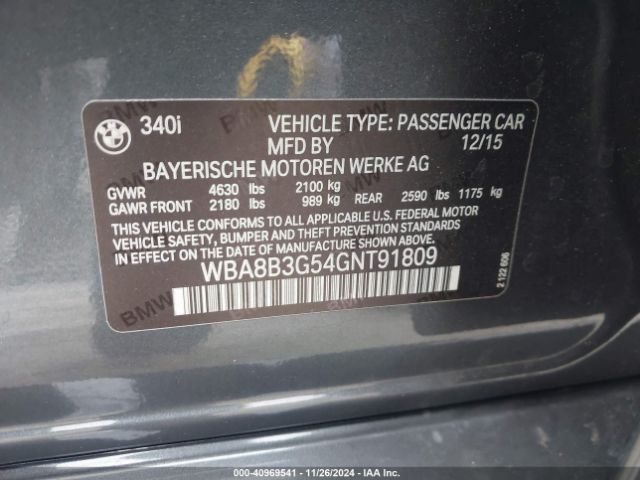 BMW
340i VEHICLE TYPE: PASSENGER CAR
MFD BY 12/15
BAYERISCHE MOTOREN WERKE AG
GVWR 4630 lbs 2100 kg
GAWR FRONT 2180 lbs 989 kg REAR 2590 lbs 1175 kg
THIS VEHICLE CONFORMS TO ALL APPLICABLE U.S. FEDERAL MOTOR
VEHICLE SAFETY, BUMPER AND THEFT PREVENTION STANDARDS
IN EFFECT ON THE DATE OF MANUFACTURE SHOWN ABOVE.
WBA8B3G54GNT91809
2 122 606
000-40969541 - 11/26/2024 - IAA Inc.